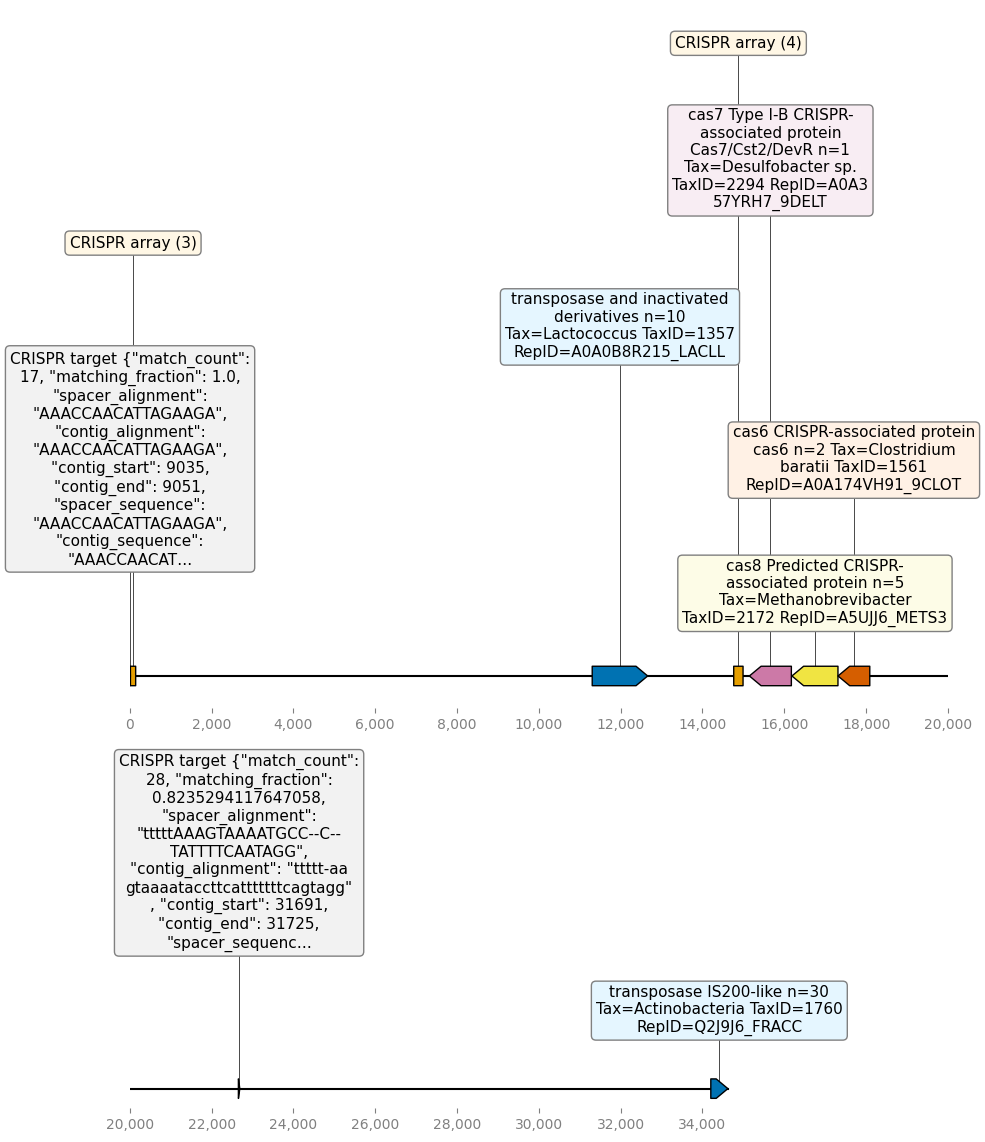 CRISPR array (4)
cas7 Type I-B CRISPR-
associated protein
Cas7/Cst2/DevR n=1
Tax=Desulfobacter sp.
TaxID=2294 RepID=A0A3
57YRH7_9DELT
CRISPR array (3)
transposase and inactivated
derivatives n=10
Tax=Lactococcus TaxID=1357
RepID=A0A0B8R215_LACLL
CRISPR target {"match_count":
17, "matching_fraction": 1.0,
"spacer_alignment":
"AAACCAACATTAGAAGA",
"contig_alignment":
"AAACCAACATTAGAAGA",
"contig_start": 9035,
"contig_end": 9051,
"spacer_sequence":
"AAACCAACATTAGAAGA",
"contig_sequence":
"AAACCAACAT...
cas6 CRISPR-associated protein
cas6 n=2 Tax=Clostridium
baratii TaxID=1561
RepID=A0A174VH91_9CLOT
cas8 Predicted CRISPR-
associated protein n=5
Tax=Methanobrevibacter
TaxID=2172 RepID=A5UJJ6_METS3
0 2,000 4,000 6,000 8,000 10,000 12,000 14,000 16,000 18,000 20,000
CRISPR target {"match_count":
28, "matching_fraction":
0.8235294117647058,
"spacer_alignment":
"tttttAAAGTAAAATGCC--C--
TATTTTCAATAGG",
"contig_alignment": "ttttt-aa
gtaaaataccttcatttttttcagtagg"
, "contig_start": 31691,
"contig_end": 31725,
"spacer_sequenc...
transposase IS200-like n=30
Tax=Actinobacteria TaxID=1760
RepID=Q2J9J6_FRACC
20,000 22,000 24,000 26,000 28,000 30,000 32,000 34,000